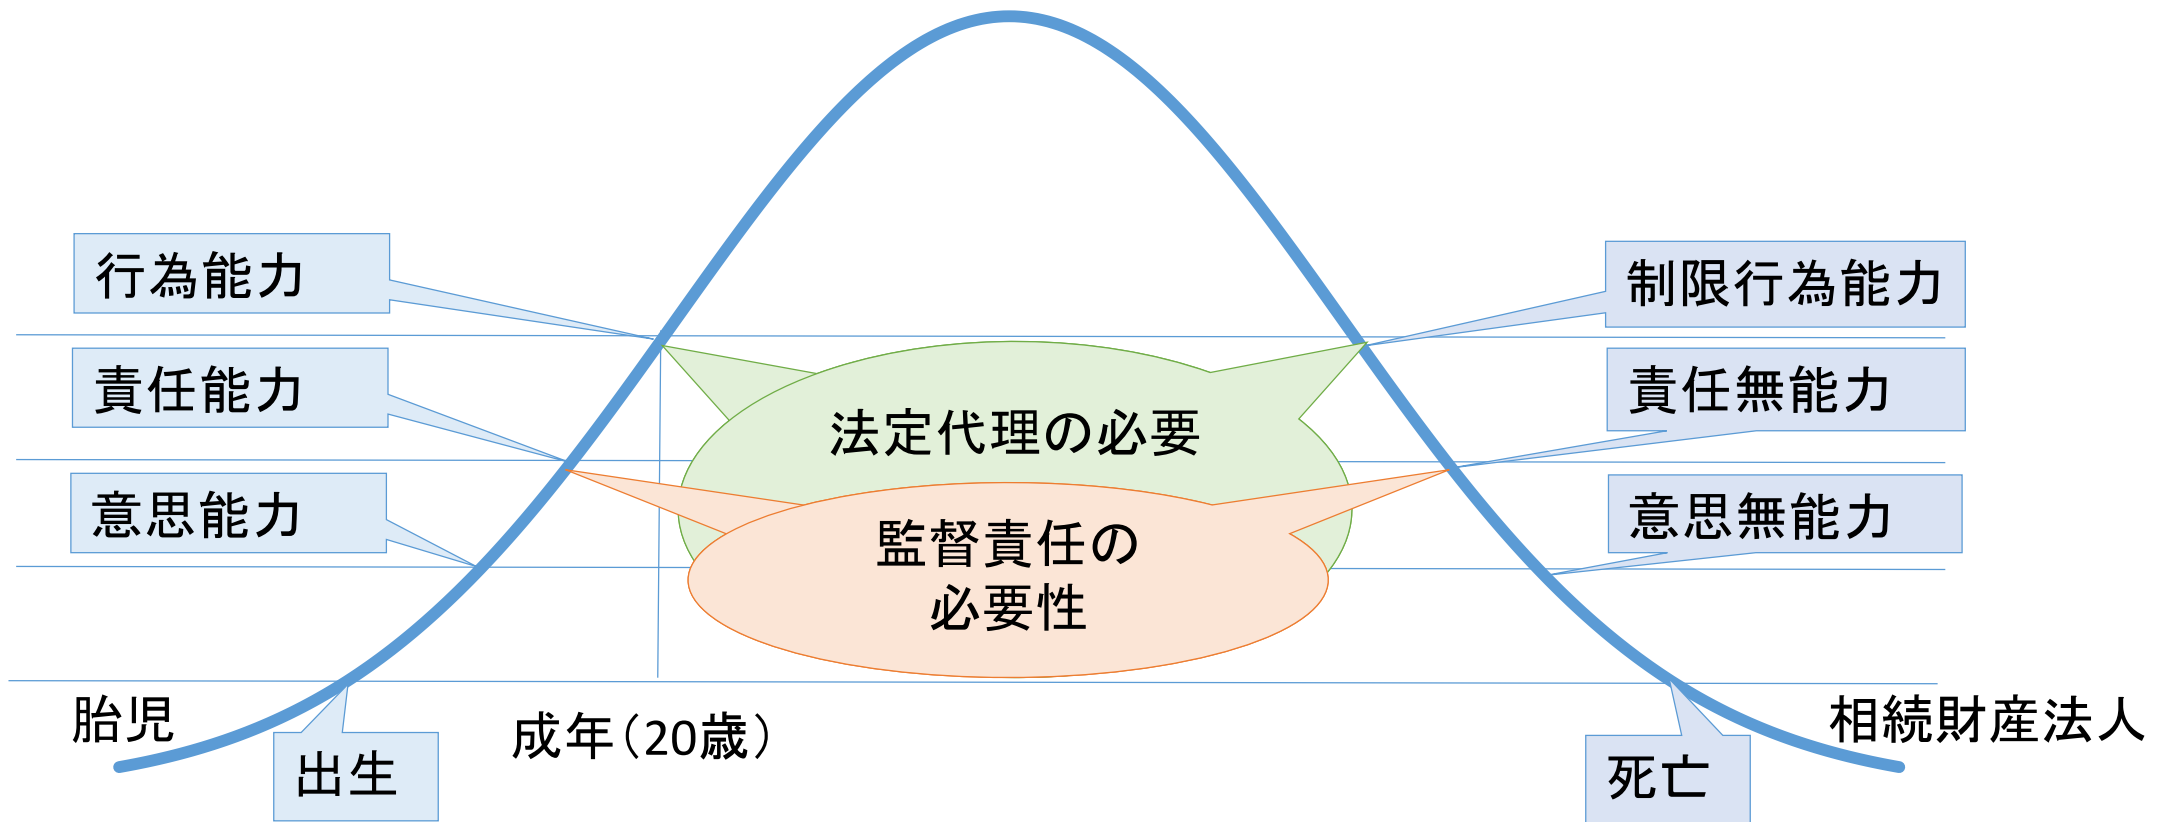 行為能力
制限行為能力
責任能力
責任無能力
法定代理の必要
意思能力
意思無能力
監督責任の
必要性
胎児
相続財産法人
成年（20歳）
出生
死亡